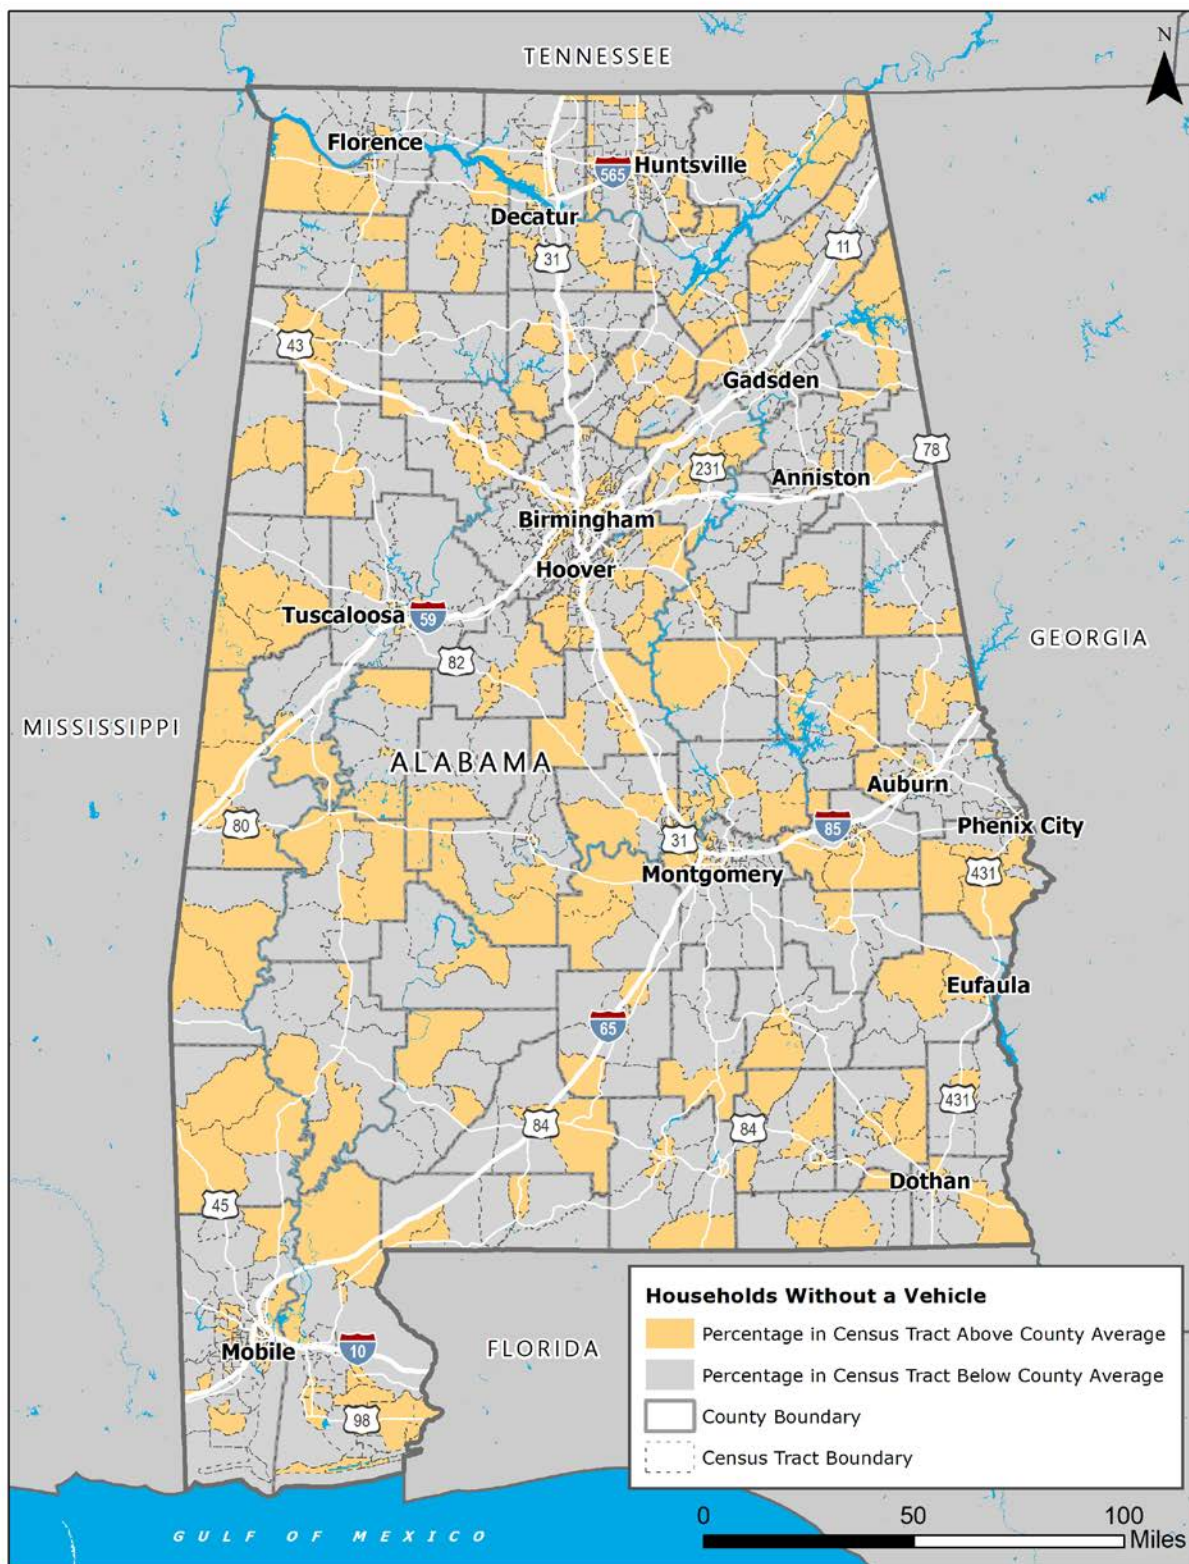 TENNESSEE
N
Florence
Huntsville
565
Decatur
31
11
43
Gadsden
78
231
Anniston
Birmingham
Hoover
Tuscaloosa
59
GEORGIA
82
MISSISSIPPI
ALABAMA
Auburn
80
31
85
Phenix City
Montgomery
431
Eufaula
65
431
84
84
Dothan
45
Households Without a Vehicle
Percentage in Census Tract Above County Average
Mobile
10
FLORIDA
Percentage in Census Tract Below County Average
98
County Boundary
Census Tract Boundary
0 50 100
Miles
GULF OF MEXICO